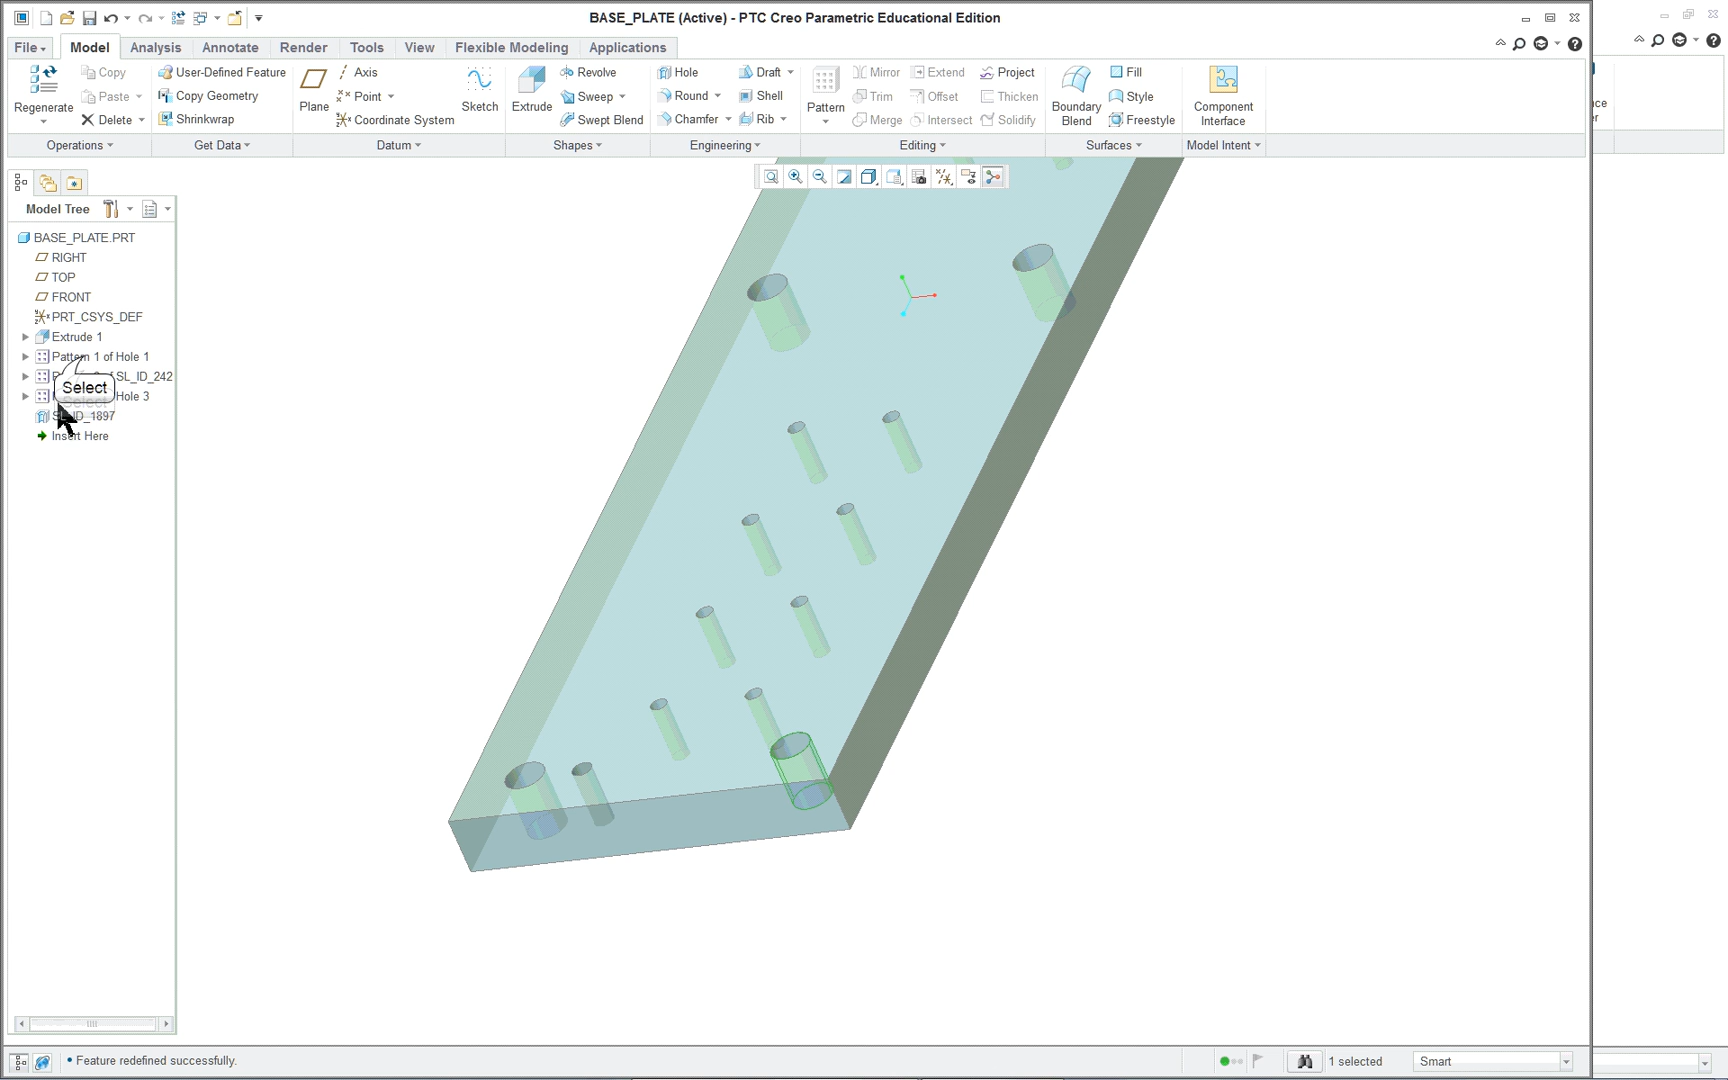 BASE_PLATE (Active) - PTC Creo Parametric Educational Edition
File Model Analysis Annotate Render Tools View Flexible Modeling Applications
Regenerate
Copy
Paste
Delete
Operations
User-Defined Feature
Copy Geometry
Shrinkwrap
Get Data
Plane
Axis
Point
Coordinate System
Sketch
Datum
Extrude
Revolve
Sweep
Swept Blend
Shapes
Hole
Round
Chamfer
Draft
Shell
Rib
Engineering
Pattern
Mirror
Trim
Merge
Extend
Offset
Intersect
Project
Thicken
Solidify
Editing
Boundary
Blend
Fill
Style
Freestyle
Surfaces
Component
Interface
Model Intent
Model Tree
BASE_PLATE.PRT
RIGHT
TOP
FRONT
PRT_CSYS_DEF
Extrude 1
Pattern 1 of Hole 1
SL_ID_242
Select
Hole 3
Insert Here
Feature redefined successfully.
1 selected
Smart